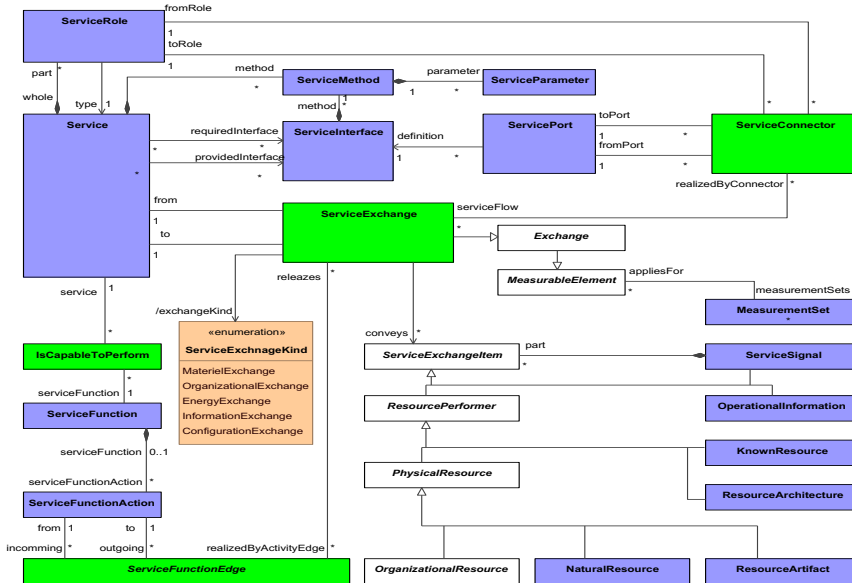 fromRole
ServiceRole
1
toRole
*
1
part
whole
type
1
method
*
ServiceMethod
parameter
1
*
ServiceParameter
1
method
*
*
*
Service
requiredInterface
*
*
providedInterface
*
*
ServiceInterface
definition
1
*
ServicePort
toPort
1
*
fromPort
1
*
ServiceConnector
realizedByConnector
*
from
1
to
1
ServiceExchange
serviceFlow
*
*
Exchange
MeasurableElement
appliesFor
*
measurementSets
MeasurementSet
*
service
1
*
releazes
*
/exchangeKind
«enumeration»
ServiceExchnageKind
MaterielExchange
OrganizationalExchange
EnergyExchange
InformationExchange
ConfigurationExchange
conveys
*
ServiceExchangeItem
part
*
ServiceSignal
IsCapableToPerform
*
serviceFunction
1
ServiceFunction
ResourcePerformer
OperationalInformation
serviceFunction
0..1
KnownResource
PhysicalResource
serviceFunctionAction
*
ServiceFunctionAction
ResourceArchitecture
from
1
to
1
incomming
*
outgoing
*
realizedByActivityEdge
*
ServiceFunctionEdge
OrganizationalResource
NaturalResource
ResourceArtifact